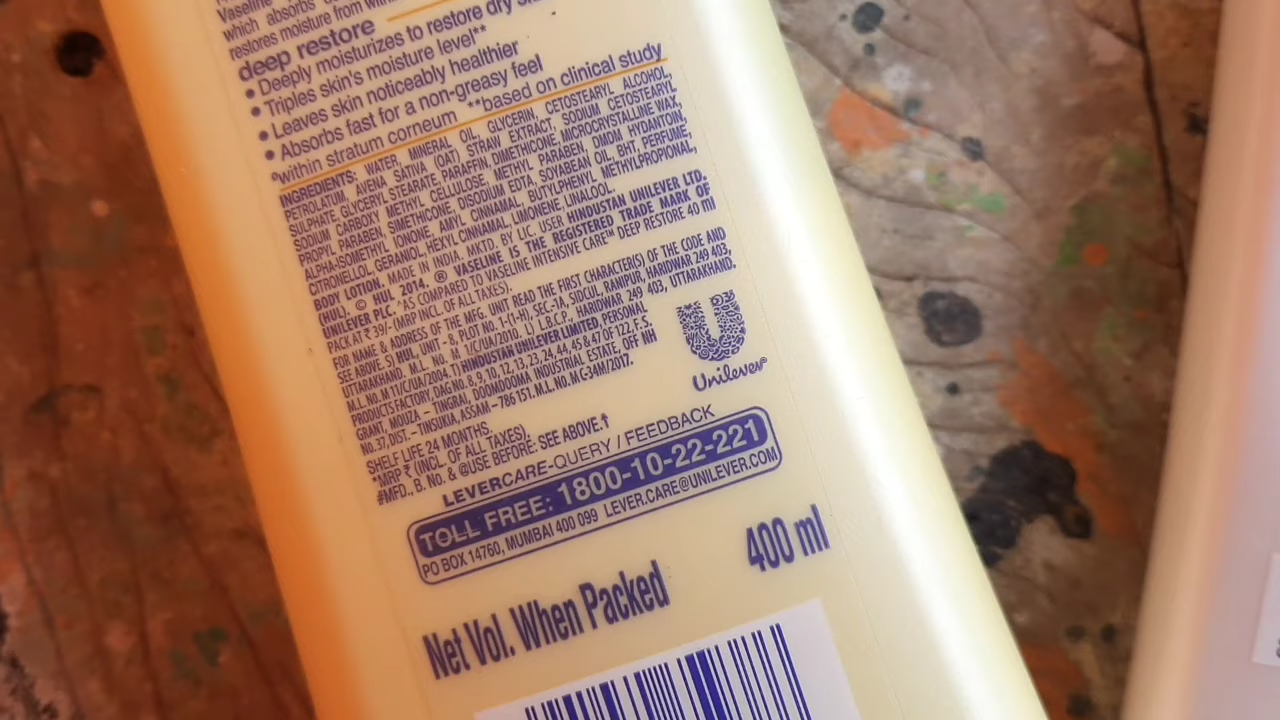 Vaseline
which absorbs
restores moisture from
deep restore
• Deeply moisturizes to restore dry
• Triples skin's moisture level**
• Leaves skin noticeably healthier
• Absorbs fast for a non-greasy feel
within stratum corneum **based on clinical study
INGREDIENTS: WATER, MINERAL OIL, GLYCERIN, CETOSTEARYL ALCOHOL,
PETROLATUM, AVENA SATIVA (OAT) STRAW EXTRACT, SODIUM CETOSTEARYL
SULPHATE, GLYCERYL STEARATE, PARAFFIN, DIMETHICONE, MICROCRYSTALLINE WAX,
SODIUM CARBOXY METHYL CELLULOSE, METHYL PARABEN, DMDM HYDANTOIN,
PROPYL PARABEN, SIMETHICONE, DISODIUM EDTA, SOYABEAN OIL, BHT, PERFUME,
ALPHA-ISOMETHYL IONONE, AMYL CINNAMAL, BUTYLPHENYL METHYLPROPIONAL,
CITRONELLOL, GERANIOL, HEXYL CINNAMAL, LIMONENE, LINALOOL.
BODY LOTION. MADE IN INDIA. MKTD. BY LIC. USER HINDUSTAN UNILEVER LTD.
(HUL). © HUL 2014. ® VASELINE IS THE REGISTERED TRADE MARK OF
UNILEVER PLC. ^AS COMPARED TO VASELINE INTENSIVE CARE™ DEEP RESTORE 40 ml
PACK AT ₹ 39/- (MRP INCL. OF ALL TAXES).
FOR NAME & ADDRESS OF THE MFG. UNIT READ THE FIRST CHARACTER(S) OF THE CODE AND
SEE ABOVE. S) HUL, UNIT - 8, PLOT No. 1-(1-H), SEC-1A, SIDCUL, RANIPUR, HARIDWAR 249 403,
UTTARAKHAND. M.L. No. M 1/C/UA/2010. L) L.S.C.P., HARIDWAR 249 403, UTTARAKHAND.
M.L. No. M 11/C/UA/2004. T) HINDUSTAN UNILEVER LIMITED, PERSONAL
PRODUCTS FACTORY, DAG No. 8, 9, 10, 12, 13, 23, 24, 44, 45 & 47 OF 122, F.S.
GRANT, MOUZA – TINGRAI, DOOMDOOMA INDUSTRIAL ESTATE, OFF NH
No. 37, DIST. – TINSUKIA, ASSAM – 786 151. M.L. No. M G-34M/2017.
Unilever
SHELF LIFE 24 MONTHS.
*MRP ₹ (INCL. OF ALL TAXES).
#MFD., B. No. & @USE BEFORE: SEE ABOVE.↑
LEVERCARE-QUERY / FEEDBACK
TOLL FREE: 1800-10-22-221
PO BOX 14760, MUMBAI 400 099 LEVER.CARE@UNILEVER.COM
Net Vol. When Packed 400 ml